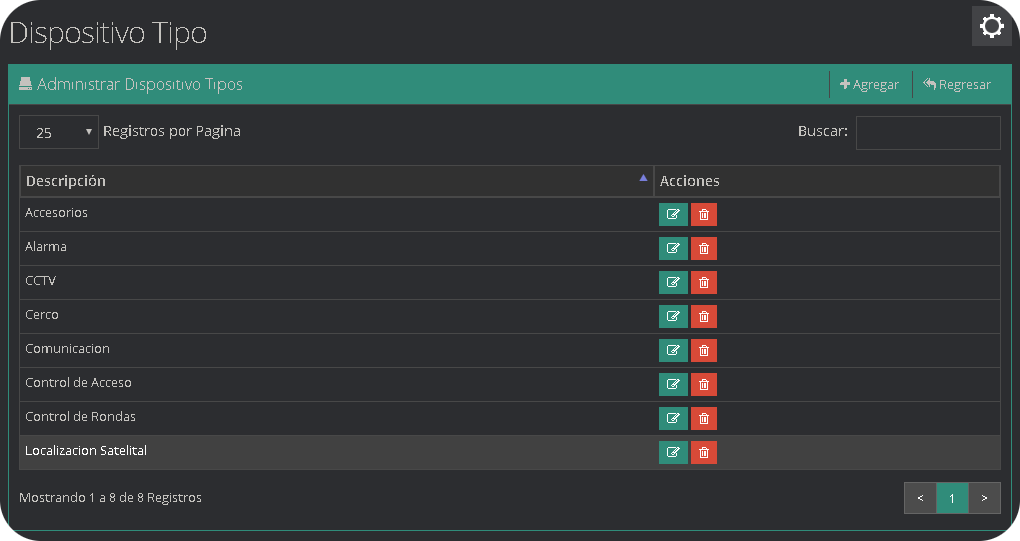 Dispositivo Tipo
Administrar Dispositivo Tipos
Agregar
Regresar
25 Registros por Pagina
Buscar:
Descripción Acciones
Accesorios
Alarma
CCTV
Cerco
Comunicacion
Control de Acceso
Control de Rondas
Localizacion Satelital
Mostrando 1 a 8 de 8 Registros
< 1 >